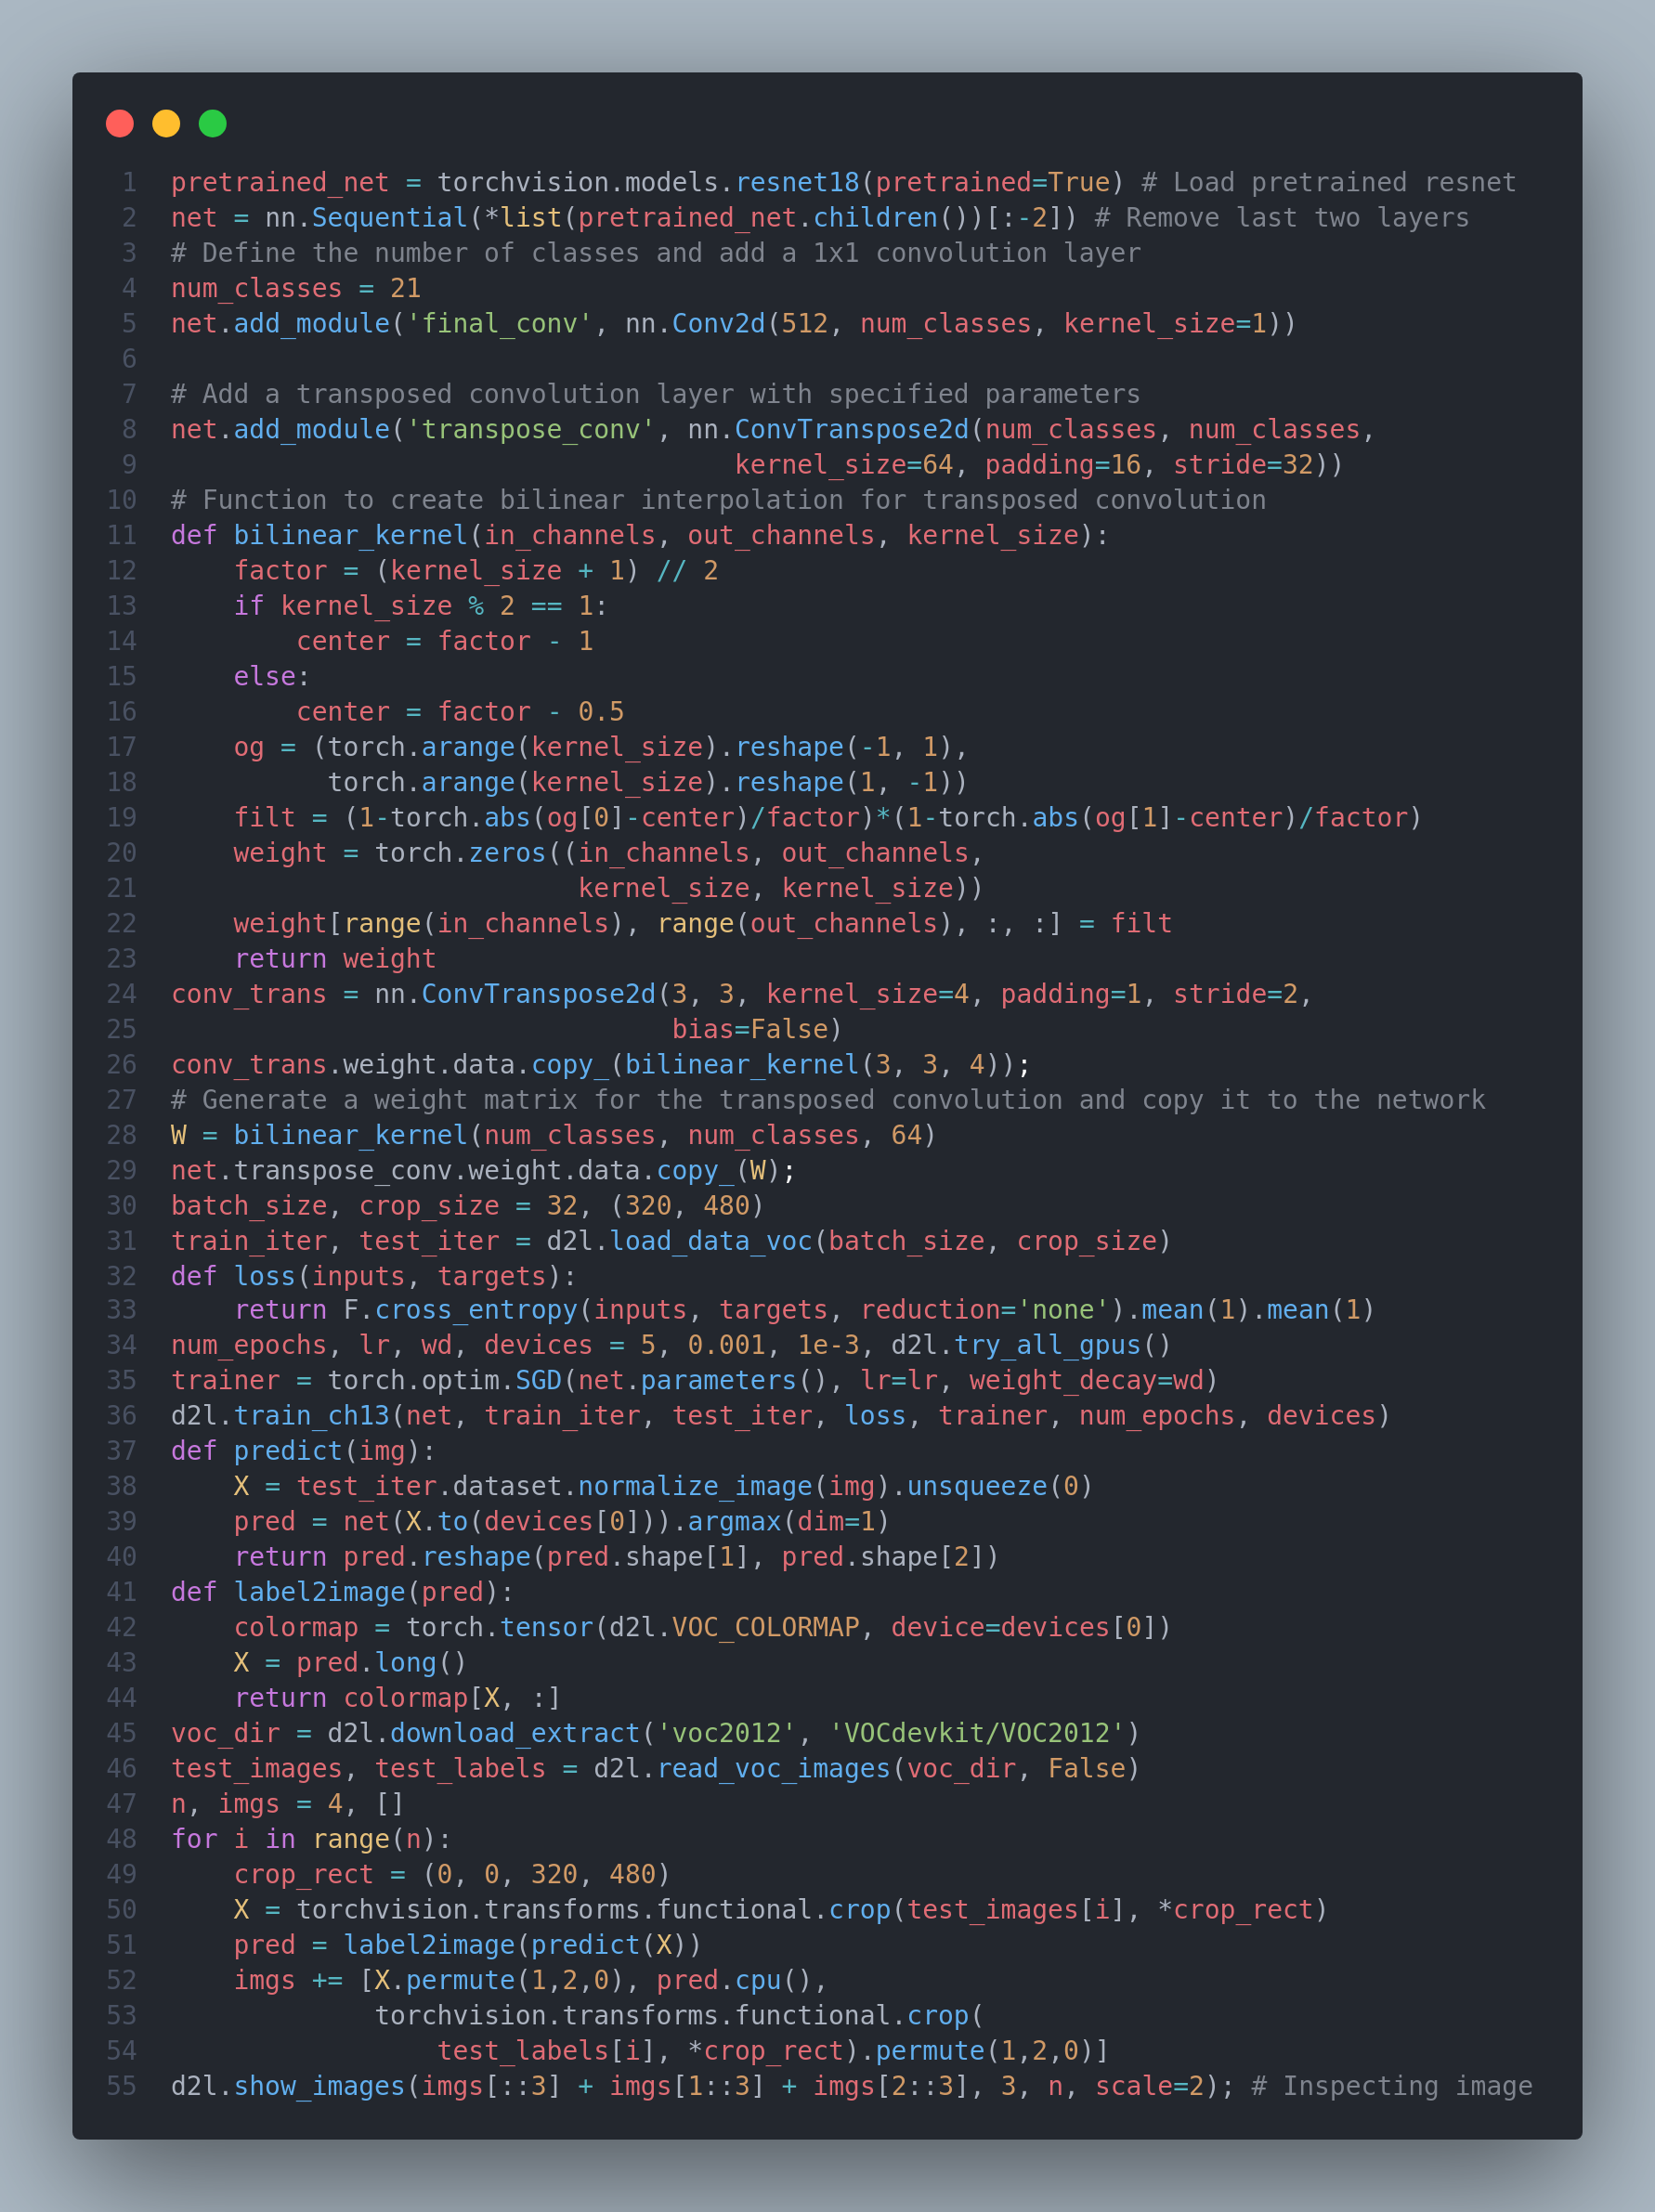 1 pretrained_net = torchvision.models.resnet18(pretrained=True) # Load pretrained resnet
2 net = nn.Sequential(*list(pretrained_net.children())[:-2]) # Remove last two layers
3 # Define the number of classes and add a 1x1 convolution layer
4 num_classes = 21
5 net.add_module('final_conv', nn.Conv2d(512, num_classes, kernel_size=1))
6
7 # Add a transposed convolution layer with specified parameters
8 net.add_module('transpose_conv', nn.ConvTranspose2d(num_classes, num_classes,
9                                     kernel_size=64, padding=16, stride=32))
10 # Function to create bilinear interpolation for transposed convolution
11 def bilinear_kernel(in_channels, out_channels, kernel_size):
12     factor = (kernel_size + 1) // 2
13     if kernel_size % 2 == 1:
14         center = factor - 1
15     else:
16         center = factor - 0.5
17     og = (torch.arange(kernel_size).reshape(-1, 1),
18           torch.arange(kernel_size).reshape(1, -1))
19     filt = (1-torch.abs(og[0]-center)/factor)*(1-torch.abs(og[1]-center)/factor)
20     weight = torch.zeros((in_channels, out_channels,
21                           kernel_size, kernel_size))
22     weight[range(in_channels), range(out_channels), :, :] = filt
23     return weight
24 conv_trans = nn.ConvTranspose2d(3, 3, kernel_size=4, padding=1, stride=2,
25                                 bias=False)
26 conv_trans.weight.data.copy_(bilinear_kernel(3, 3, 4));
27 # Generate a weight matrix for the transposed convolution and copy it to the network
28 W = bilinear_kernel(num_classes, num_classes, 64)
29 net.transpose_conv.weight.data.copy_(W);
30 batch_size, crop_size = 32, (320, 480)
31 train_iter, test_iter = d2l.load_data_voc(batch_size, crop_size)
32 def loss(inputs, targets):
33     return F.cross_entropy(inputs, targets, reduction='none').mean(1).mean(1)
34 num_epochs, lr, wd, devices = 5, 0.001, 1e-3, d2l.try_all_gpus()
35 trainer = torch.optim.SGD(net.parameters(), lr=lr, weight_decay=wd)
36 d2l.train_ch13(net, train_iter, test_iter, loss, trainer, num_epochs, devices)
37 def predict(img):
38     X = test_iter.dataset.normalize_image(img).unsqueeze(0)
39     pred = net(X.to(devices[0])).argmax(dim=1)
40     return pred.reshape(pred.shape[1], pred.shape[2])
41 def label2image(pred):
42     colormap = torch.tensor(d2l.VOC_COLORMAP, device=devices[0])
43     X = pred.long()
44     return colormap[X, :]
45 voc_dir = d2l.download_extract('voc2012', 'VOCdevkit/VOC2012')
46 test_images, test_labels = d2l.read_voc_images(voc_dir, False)
47 n, imgs = 4, []
48 for i in range(n):
49     crop_rect = (0, 0, 320, 480)
50     X = torchvision.transforms.functional.crop(test_images[i], *crop_rect)
51     pred = label2image(predict(X))
52     imgs += [X.permute(1,2,0), pred.cpu(),
53              torchvision.transforms.functional.crop(
54                  test_labels[i], *crop_rect).permute(1,2,0)]
55 d2l.show_images(imgs[::3] + imgs[1::3] + imgs[2::3], 3, n, scale=2); # Inspecting image